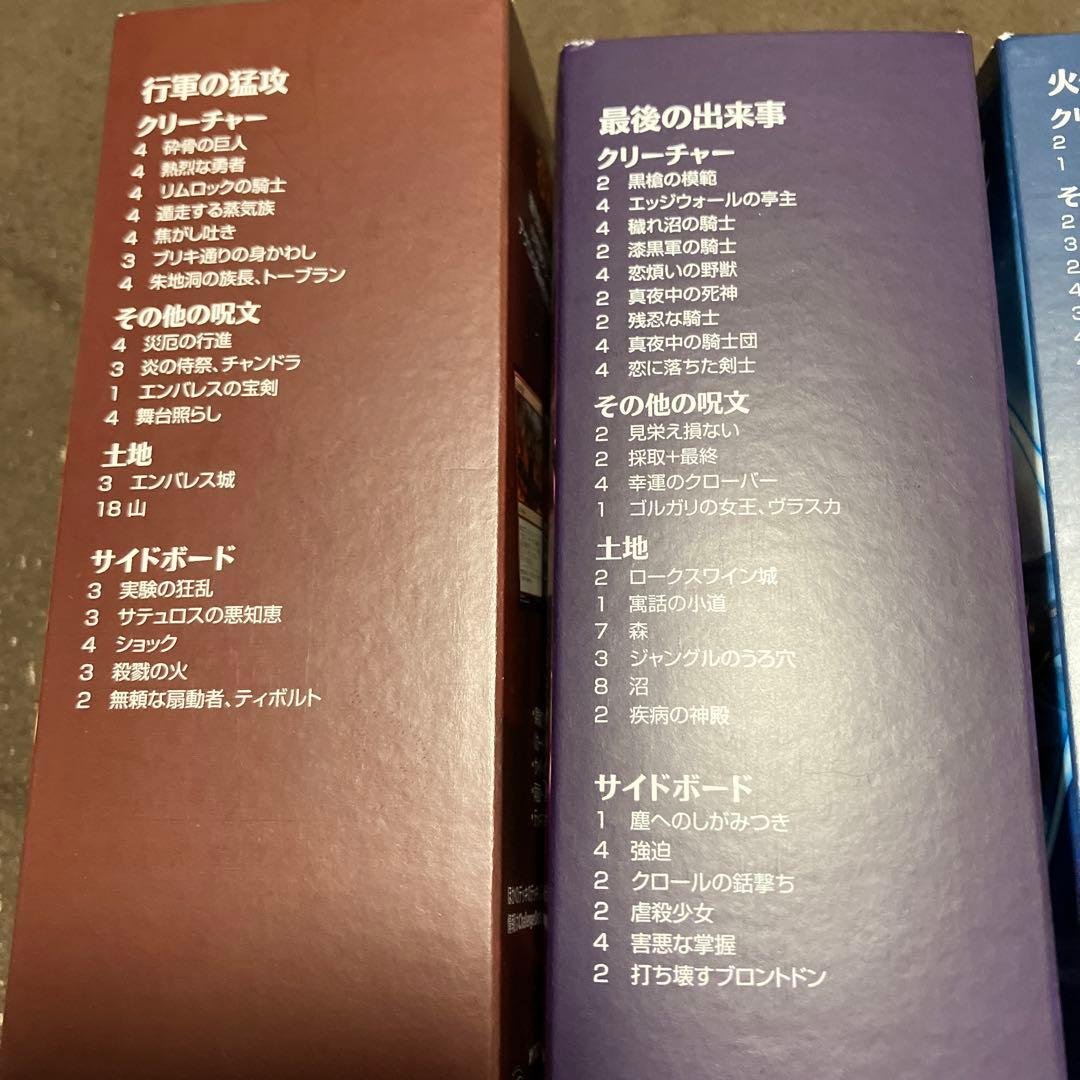 行軍の猛攻
クリーチャー
4 砕骨の巨人
4 熱烈な勇者
4 リムロックの騎士
4 遁走する蒸気族
4 焦がし吐き
3 ブリキ通りの身かわし
4 朱地洞の族長、トーブラン
その他の呪文
4 災厄の行進
3 炎の侍祭、チャンドラ
1 エンバレスの宝剣
4 舞台照らし
土地
3 エンバレス城
18 山
サイドボード
3 実験の狂乱
3 サテュロスの悪知恵
4 ショック
3 殺戮の火
2 無頼な扇動者、ティボルト
最後の出来事
クリーチャー
2 黒槍の模範
4 エッジウォールの亭主
4 穢れ沼の騎士
2 漆黒軍の騎士
4 恋煩いの野獣
2 真夜中の死神
2 残忍な騎士
4 真夜中の騎士団
4 恋に落ちた剣士
その他の呪文
2 見栄え損ない
2 採取+最終
4 幸運のクローバー
1 ゴルガリの女王、ヴラスカ
土地
2 ロークスワイン城
1 寓話の小道
7 森
3 ジャングルのうろ穴
8 沼
2 疾病の神殿
サイドボード
1 塵へのしがみつき
4 強迫
2 クロールの銛撃ち
2 虐殺少女
4 害悪な掌握
2 打ち壊すブロントドン
火
2
1
2
3
2
4
3
4